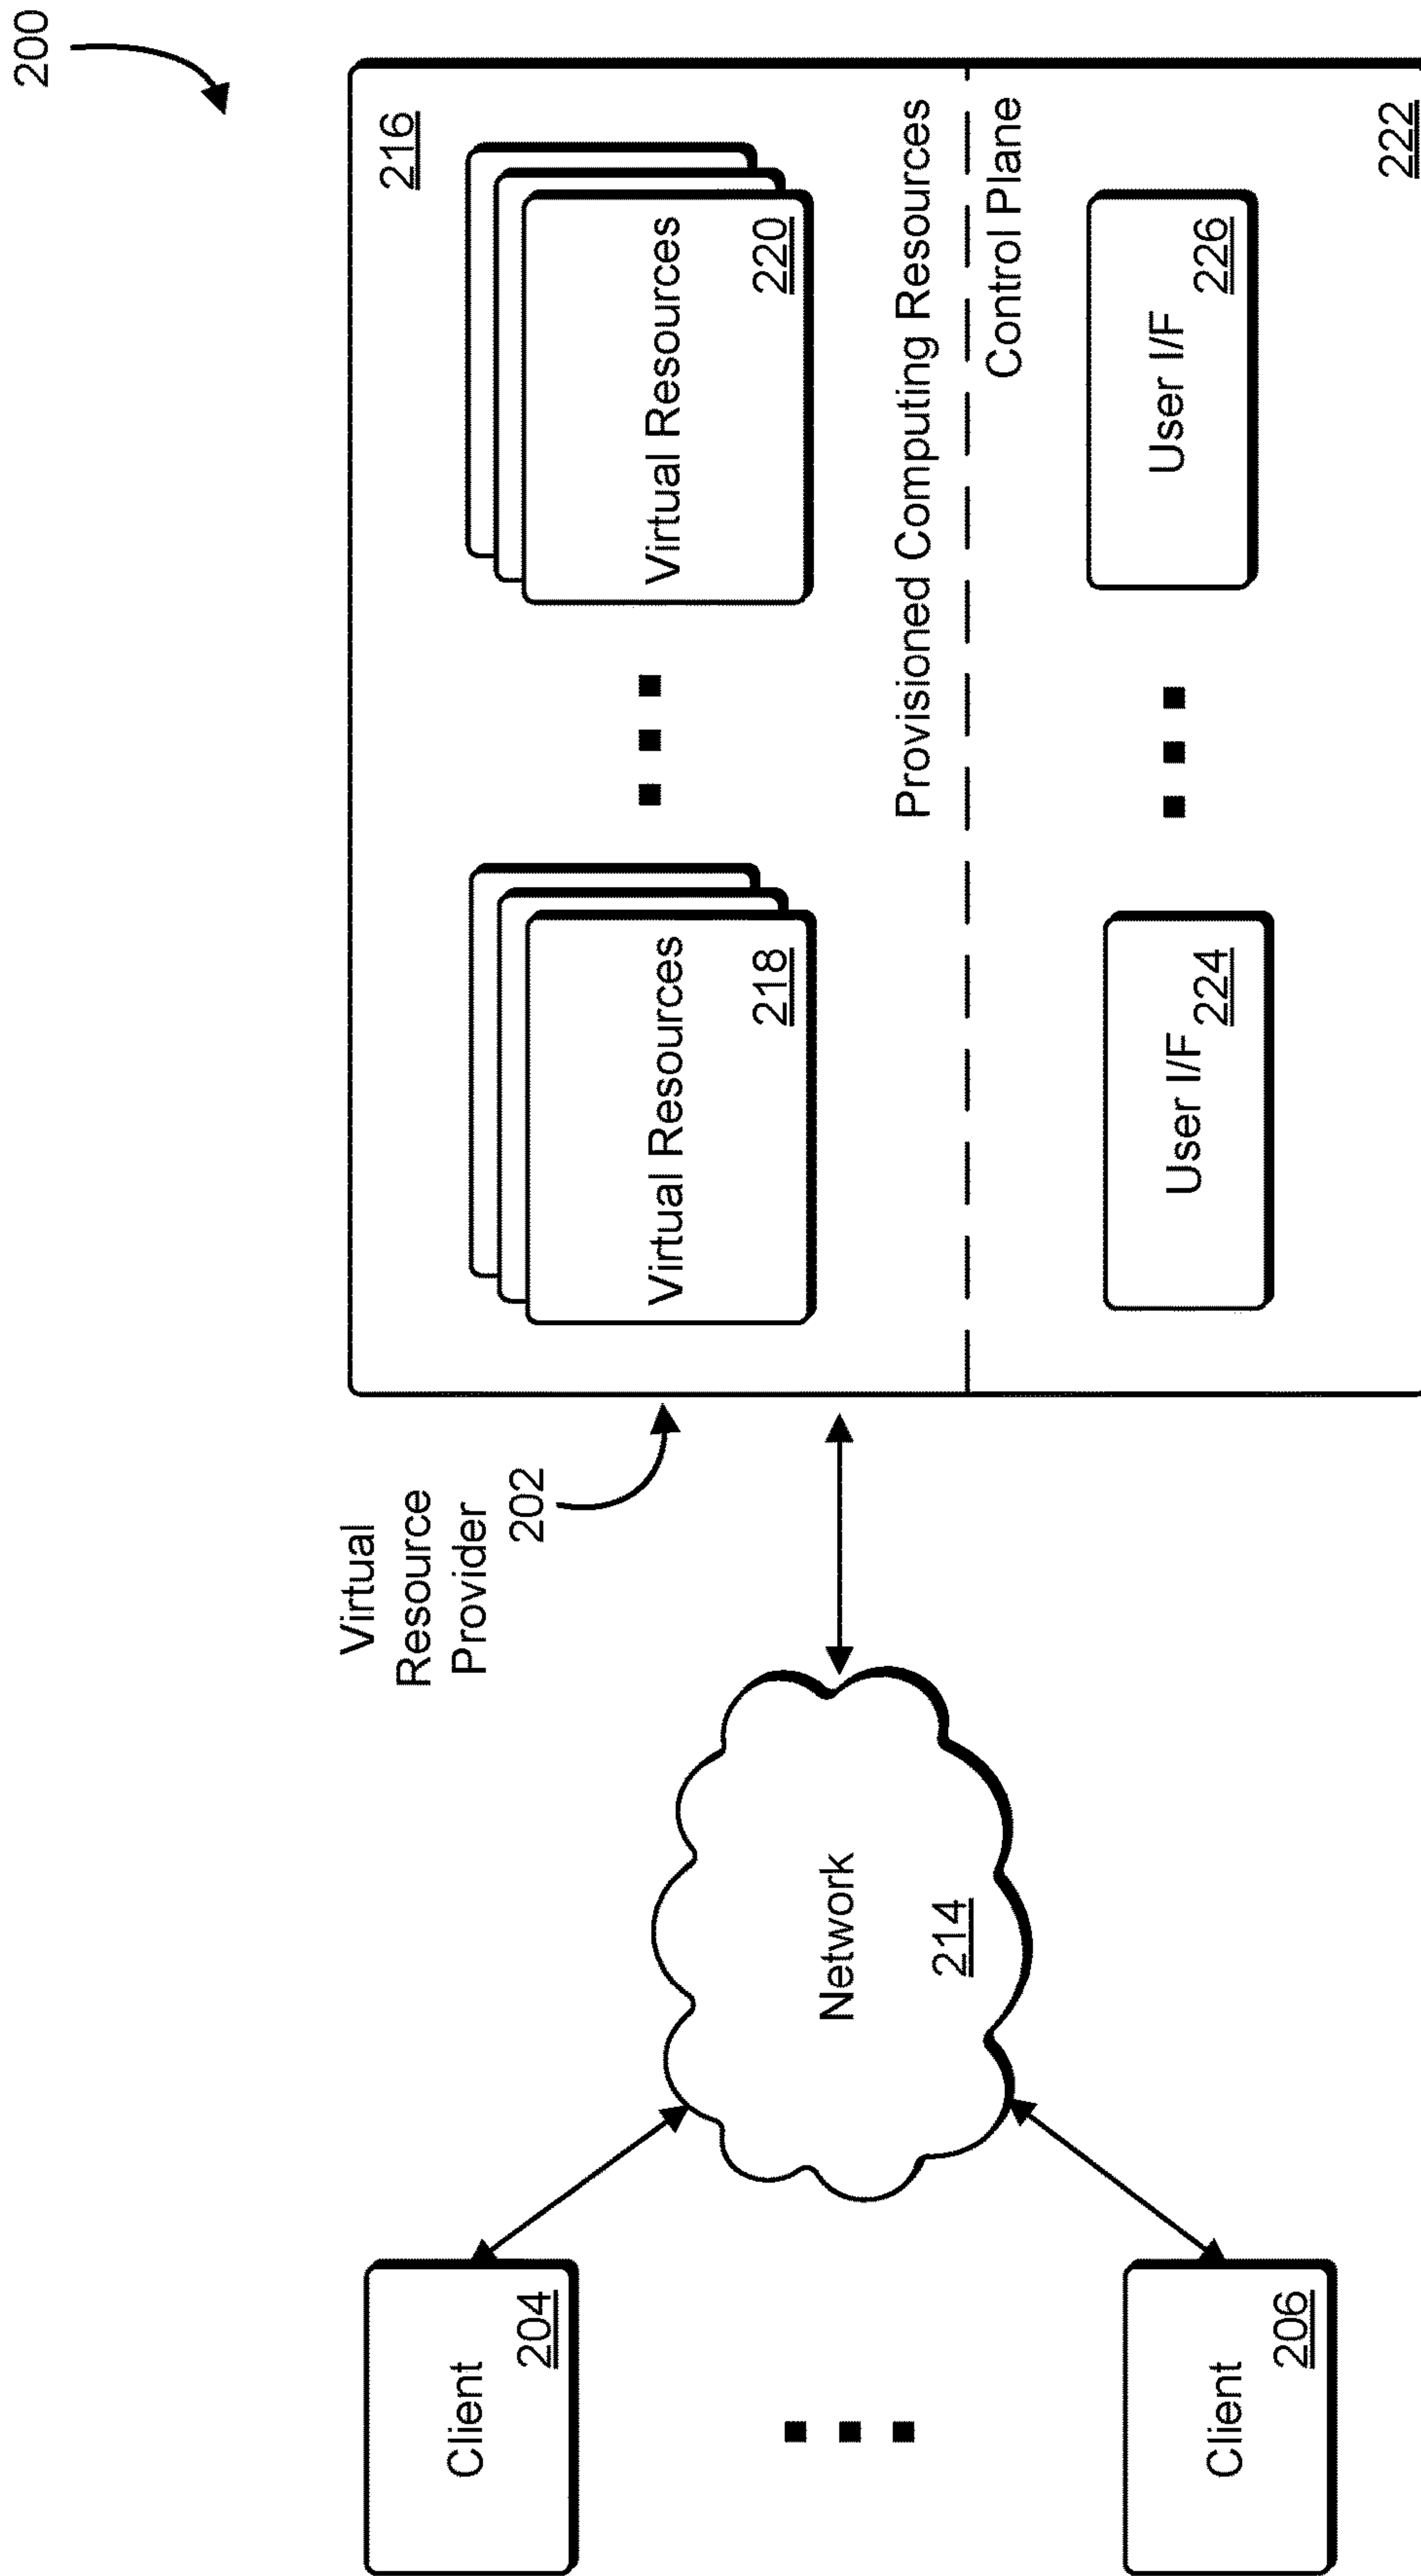 200
Virtual
Resource
Provider
202
216
Virtual Resources
218
Virtual Resources
220
Provisioned Computing Resources
Control Plane
User I/F
224
User I/F
226
222
Client
204
Network
214
Client
206